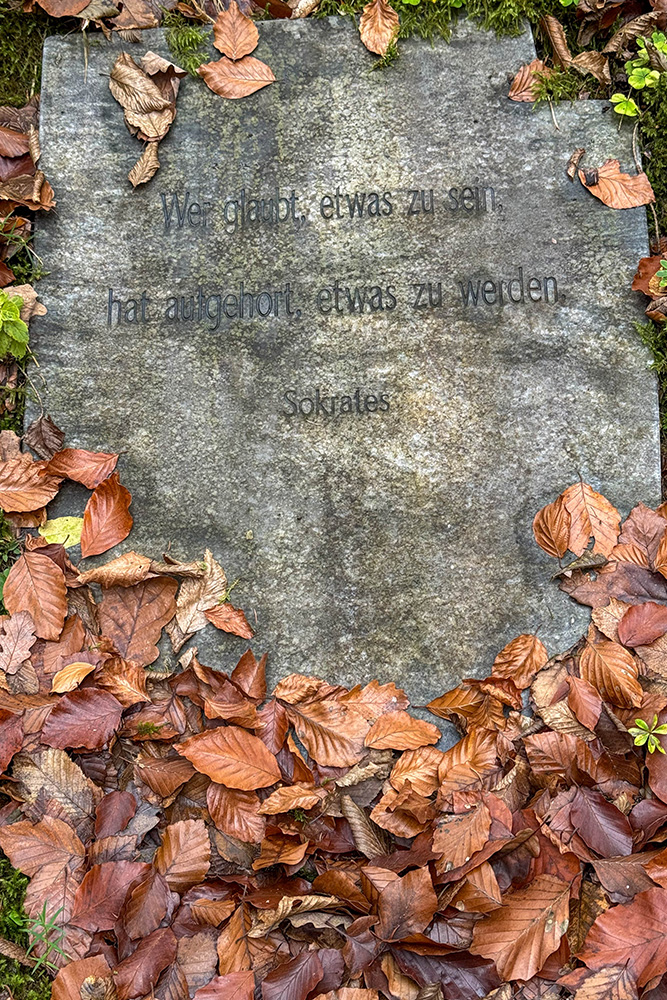 Wer glaubt, etwas zu sein,
hat aufgehört, etwas zu werden.
Sokrates